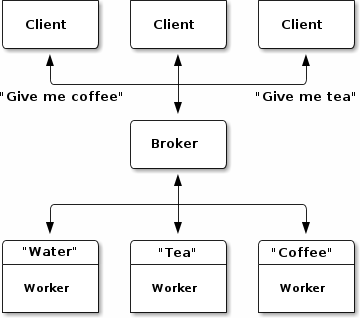 Client Client Client
"Give me coffee" "Give me tea"
Broker
"Water" "Tea" "Coffee"
Worker Worker Worker